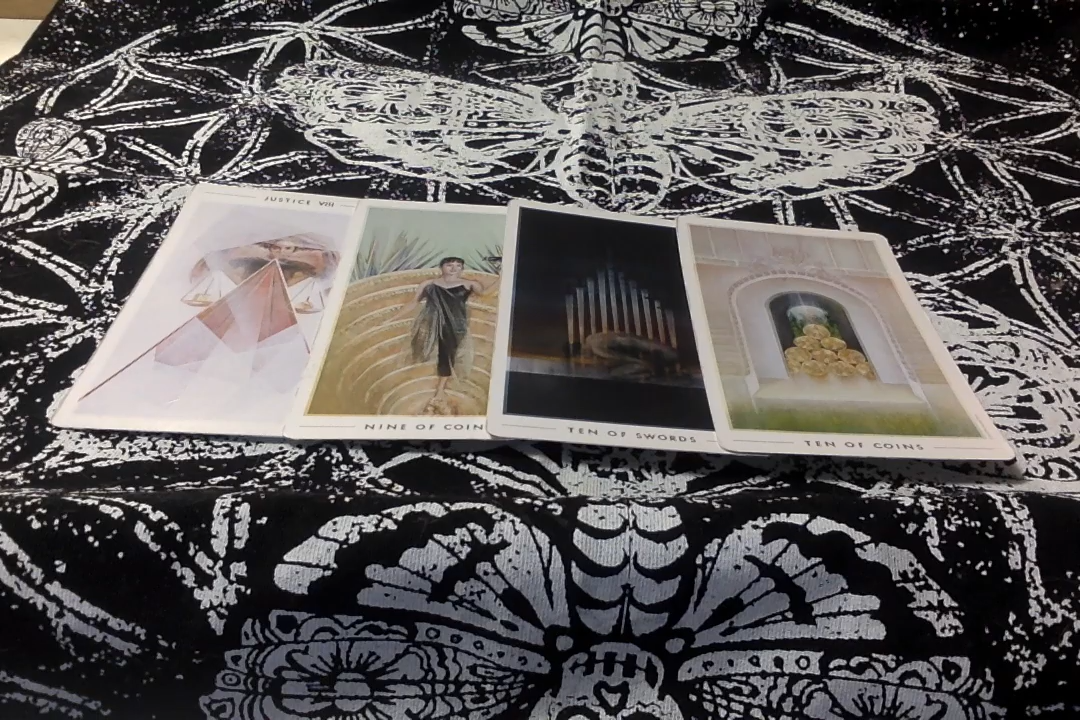 JUSTICE VIII
NINE OF COIN
TEN OF SWORDS
TEN OF COINS